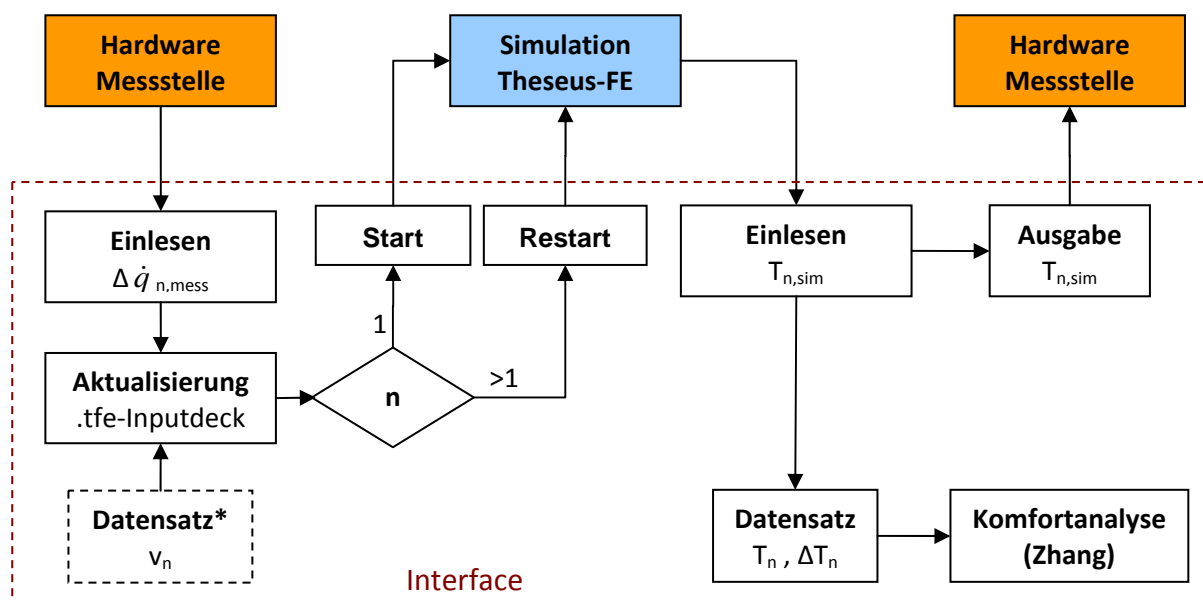 Hardware
Messstelle
Simulation
Theseus-FE
Hardware
Messstelle
Einlesen
Δ q̇ n,mess
Start
Restart
Einlesen
Tn,sim
Ausgabe
Tn,sim
1
>1
n
Aktualisierung
.tfe-Inputdeck
Datensatz*
vn
Datensatz
Tn , ΔTn
Komfortanalyse
(Zhang)
Interface